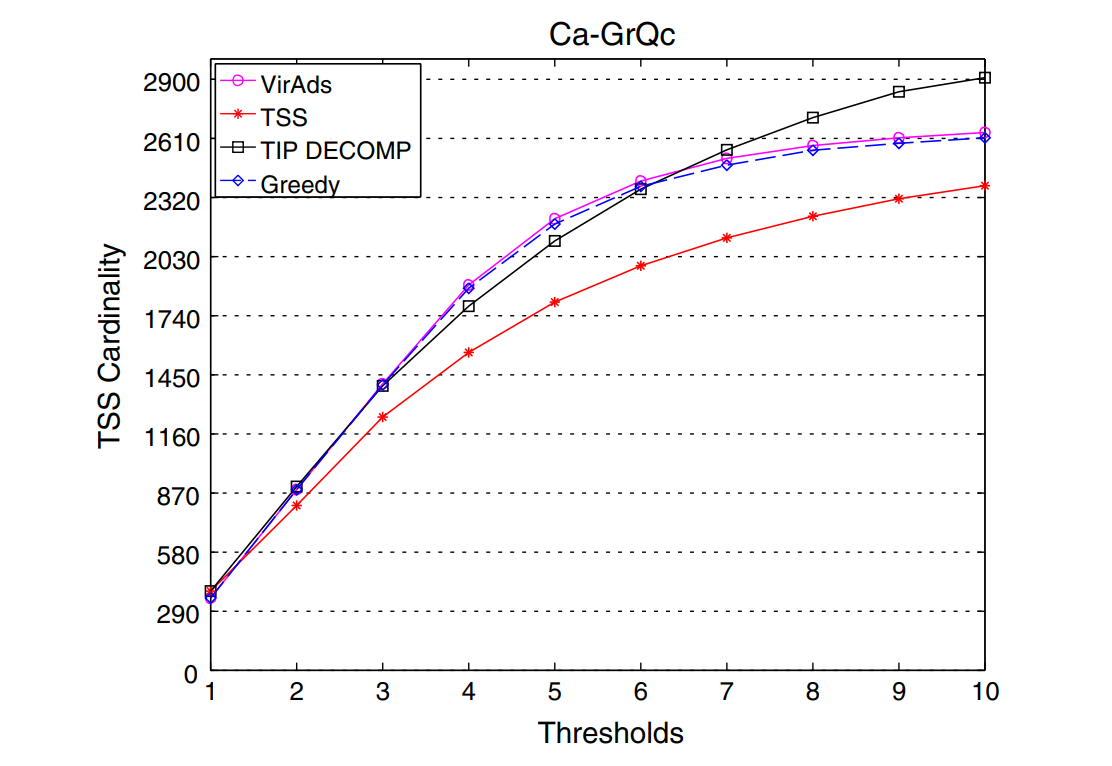 Ca-GrQc
VirAds
TSS
TIP DECOMP
Greedy
2900
2610
2320
2030
1740
1450
1160
870
580
290
0
TSS Cardinality
1 2 3 4 5 6 7 8 9 10
Thresholds